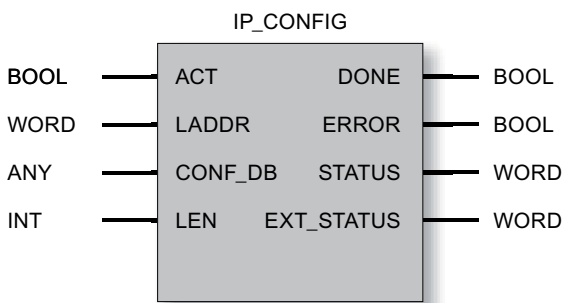 IP_CONFIG
BOOL ACT DONE BOOL
WORD LADDR ERROR BOOL
ANY CONF_DB STATUS WORD
INT LEN EXT_STATUS WORD